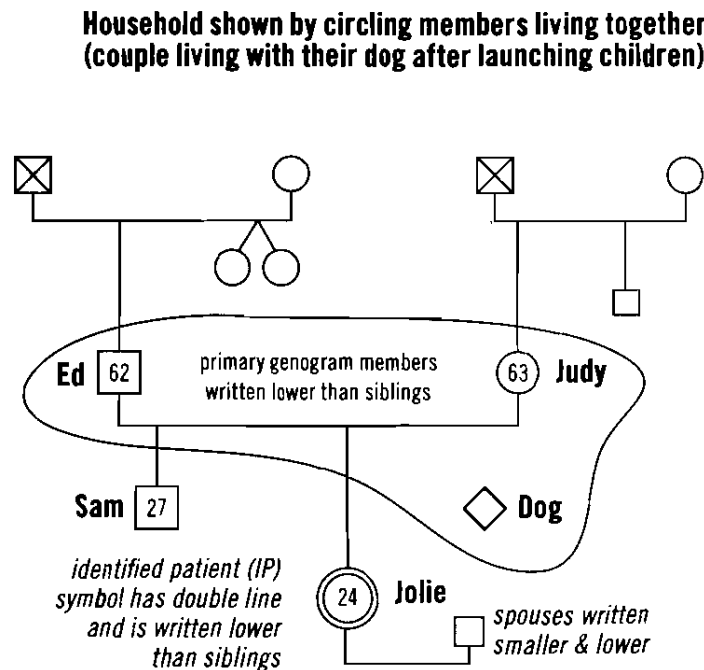 Household shown by circling members living together
(couple living with their dog after launching children)
Ed
62
primary genogram members
written lower than siblings
63
Judy
Sam
27
Dog
identified patient (IP)
symbol has double line
and is written lower
than siblings
24
Jolie
spouses written
smaller & lower